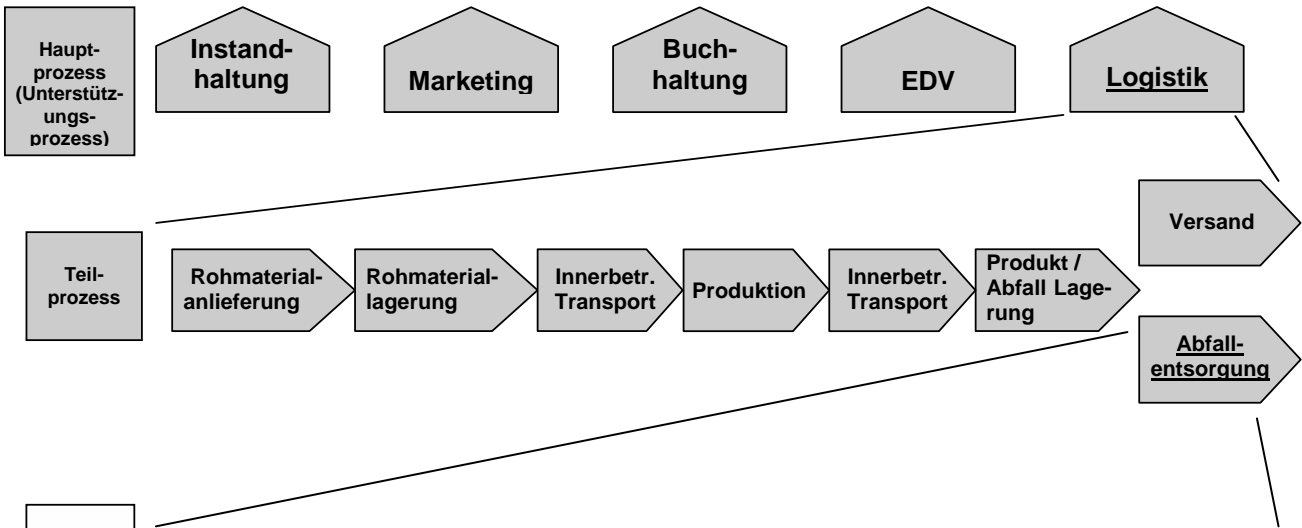 Haupt-
prozess
(Unterstütz-
ungs-
prozess)
Instand-
haltung
Marketing
Buch-
haltung
EDV
Logistik
Versand
Teil-
prozess
Rohmaterial-
anlieferung
Rohmaterial-
lagerung
Innerbetr.
Transport
Produktion
Innerbetr.
Transport
Produkt /
Abfall Lage-
rung
Abfall-
entsorgung